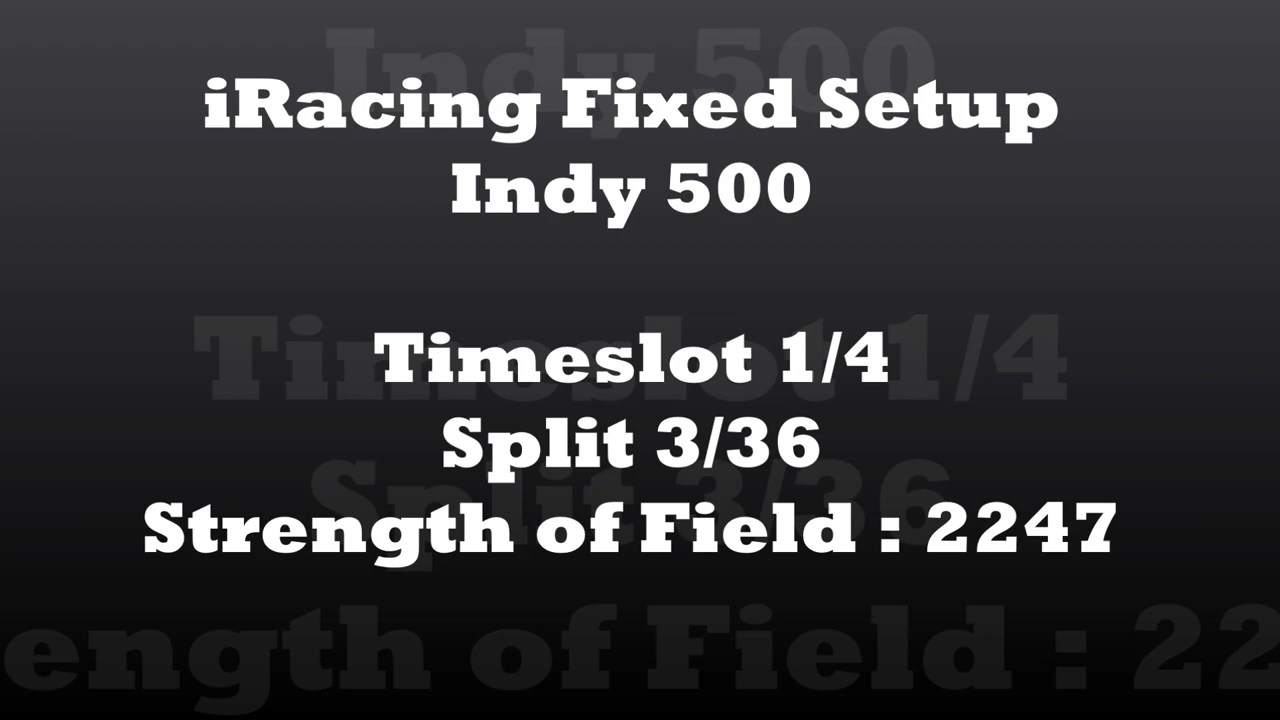 iRacing Fixed Setup
Indy 500
Timeslot 1/4
Split 3/36
Strength of Field : 2247